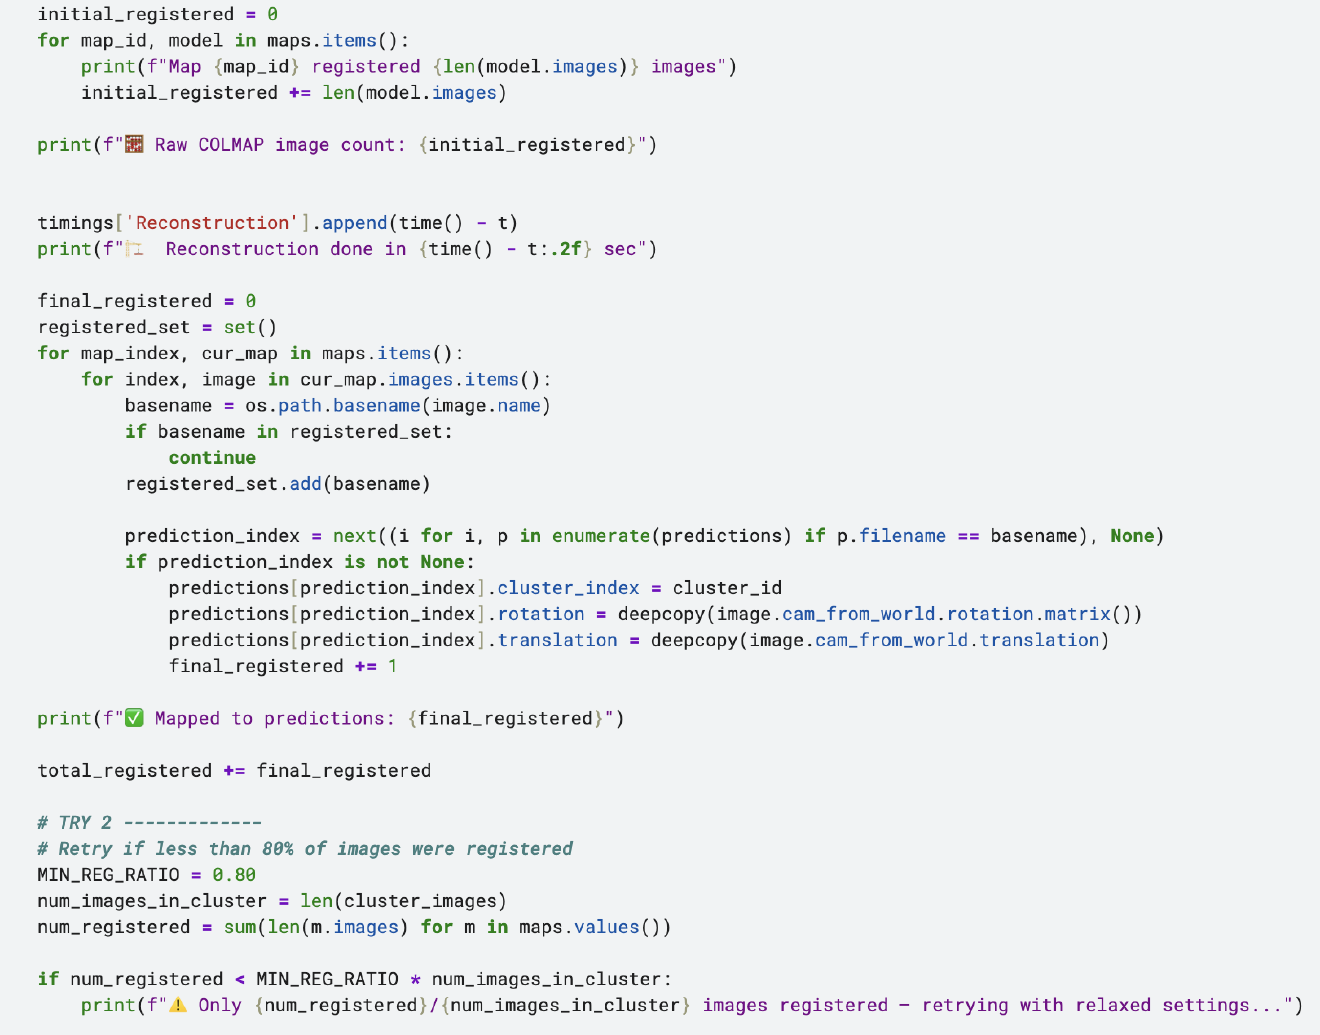 initial_registered = 0
for map_id, model in maps.items():
    print(f"Map {map_id} registered {len(model.images)} images")
    initial_registered += len(model.images)

print(f"🧱 Raw COLMAP image count: {initial_registered}")

timings['Reconstruction'].append(time() - t)
print(f"🏗️  Reconstruction done in {time() - t:.2f} sec")

final_registered = 0
registered_set = set()
for map_index, cur_map in maps.items():
    for index, image in cur_map.images.items():
        basename = os.path.basename(image.name)
        if basename in registered_set:
            continue
        registered_set.add(basename)

        prediction_index = next((i for i, p in enumerate(predictions) if p.filename == basename), None)
        if prediction_index is not None:
            predictions[prediction_index].cluster_index = cluster_id
            predictions[prediction_index].rotation = deepcopy(image.cam_from_world.rotation.matrix())
            predictions[prediction_index].translation = deepcopy(image.cam_from_world.translation)
            final_registered += 1

print(f"✅ Mapped to predictions: {final_registered}")

total_registered += final_registered

# TRY 2 -------------
# Retry if less than 80% of images were registered
MIN_REG_RATIO = 0.80
num_images_in_cluster = len(cluster_images)
num_registered = sum(len(m.images) for m in maps.values())

if num_registered < MIN_REG_RATIO * num_images_in_cluster:
    print(f"⚠️ Only {num_registered}/{num_images_in_cluster} images registered — retrying with relaxed settings...")